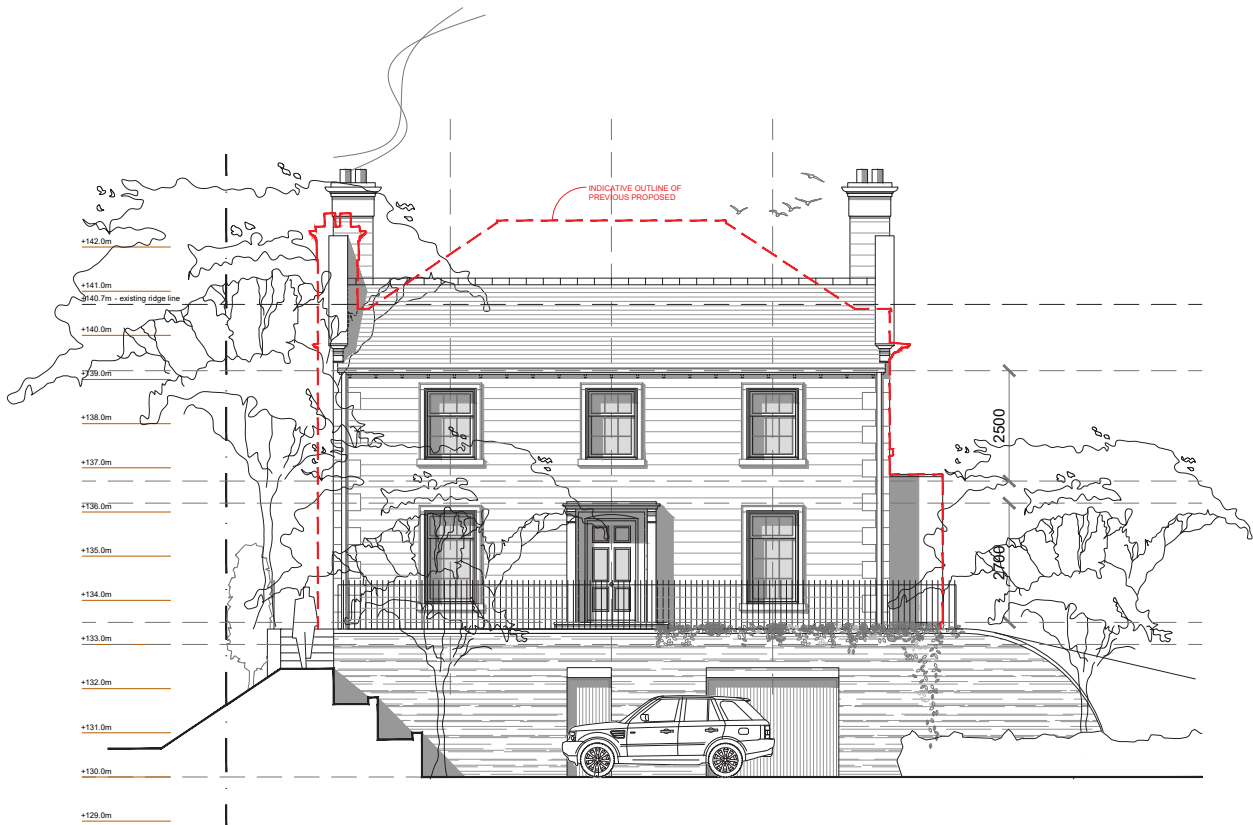 INDICATIVE OUTLINE OF
PREVIOUS PROPOSED
+142.0m
+141.0m
+140.7m - existing ridge line
+140.0m
+139.0m
+138.0m
+137.0m
+136.0m
+135.0m
+134.0m
+133.0m
+132.0m
+131.0m
+130.0m
+129.0m
2500
2700